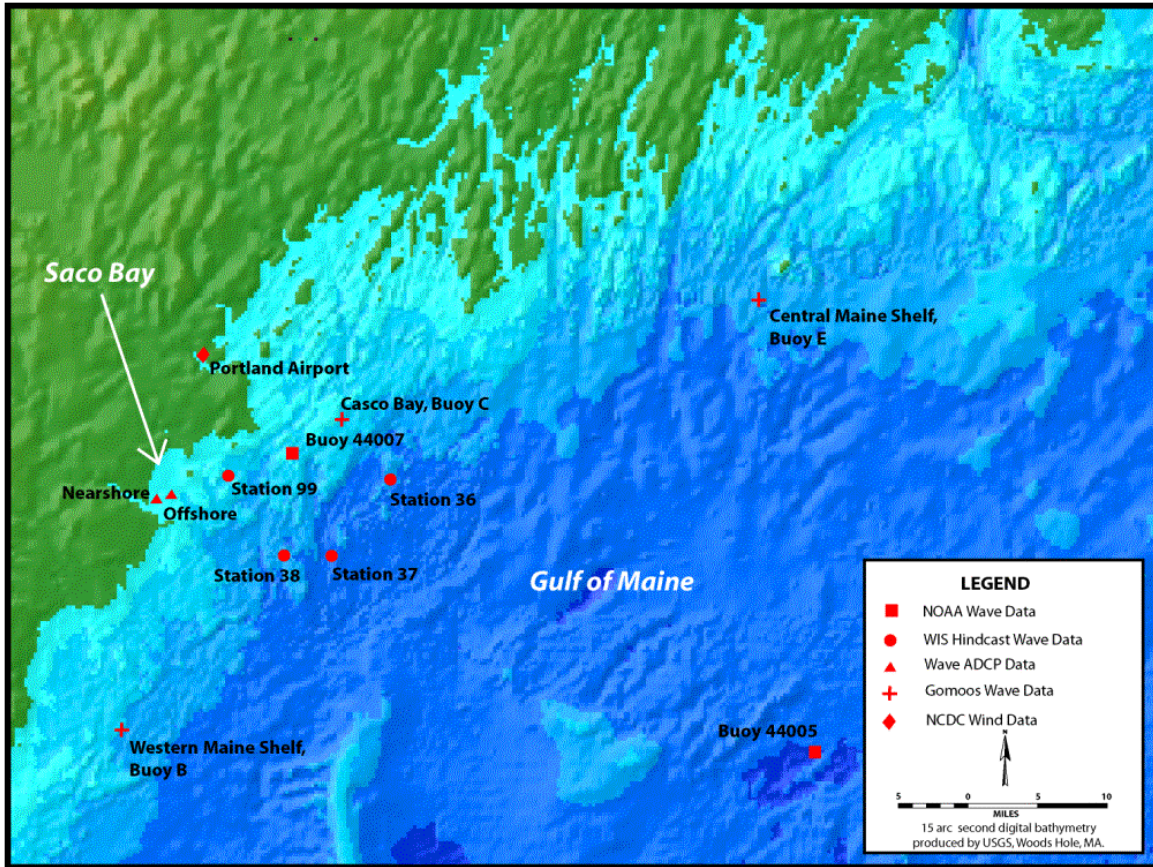 Saco Bay
Portland Airport
Central Maine Shelf,
Buoy E
Casco Bay, Buoy C
Buoy 44007
Station 99
Station 36
Nearshore
Offshore
Station 38
Station 37
Gulf of Maine
Buoy 44005
Western Maine Shelf,
Buoy B
LEGEND
NOAA Wave Data
WIS Hindcast Wave Data
Wave ADCP Data
Gomoos Wave Data
NCDC Wind Data
N
5 0 5 10
MILES
15 arc second digital bathymetry
produced by USGS, Woods Hole, MA.